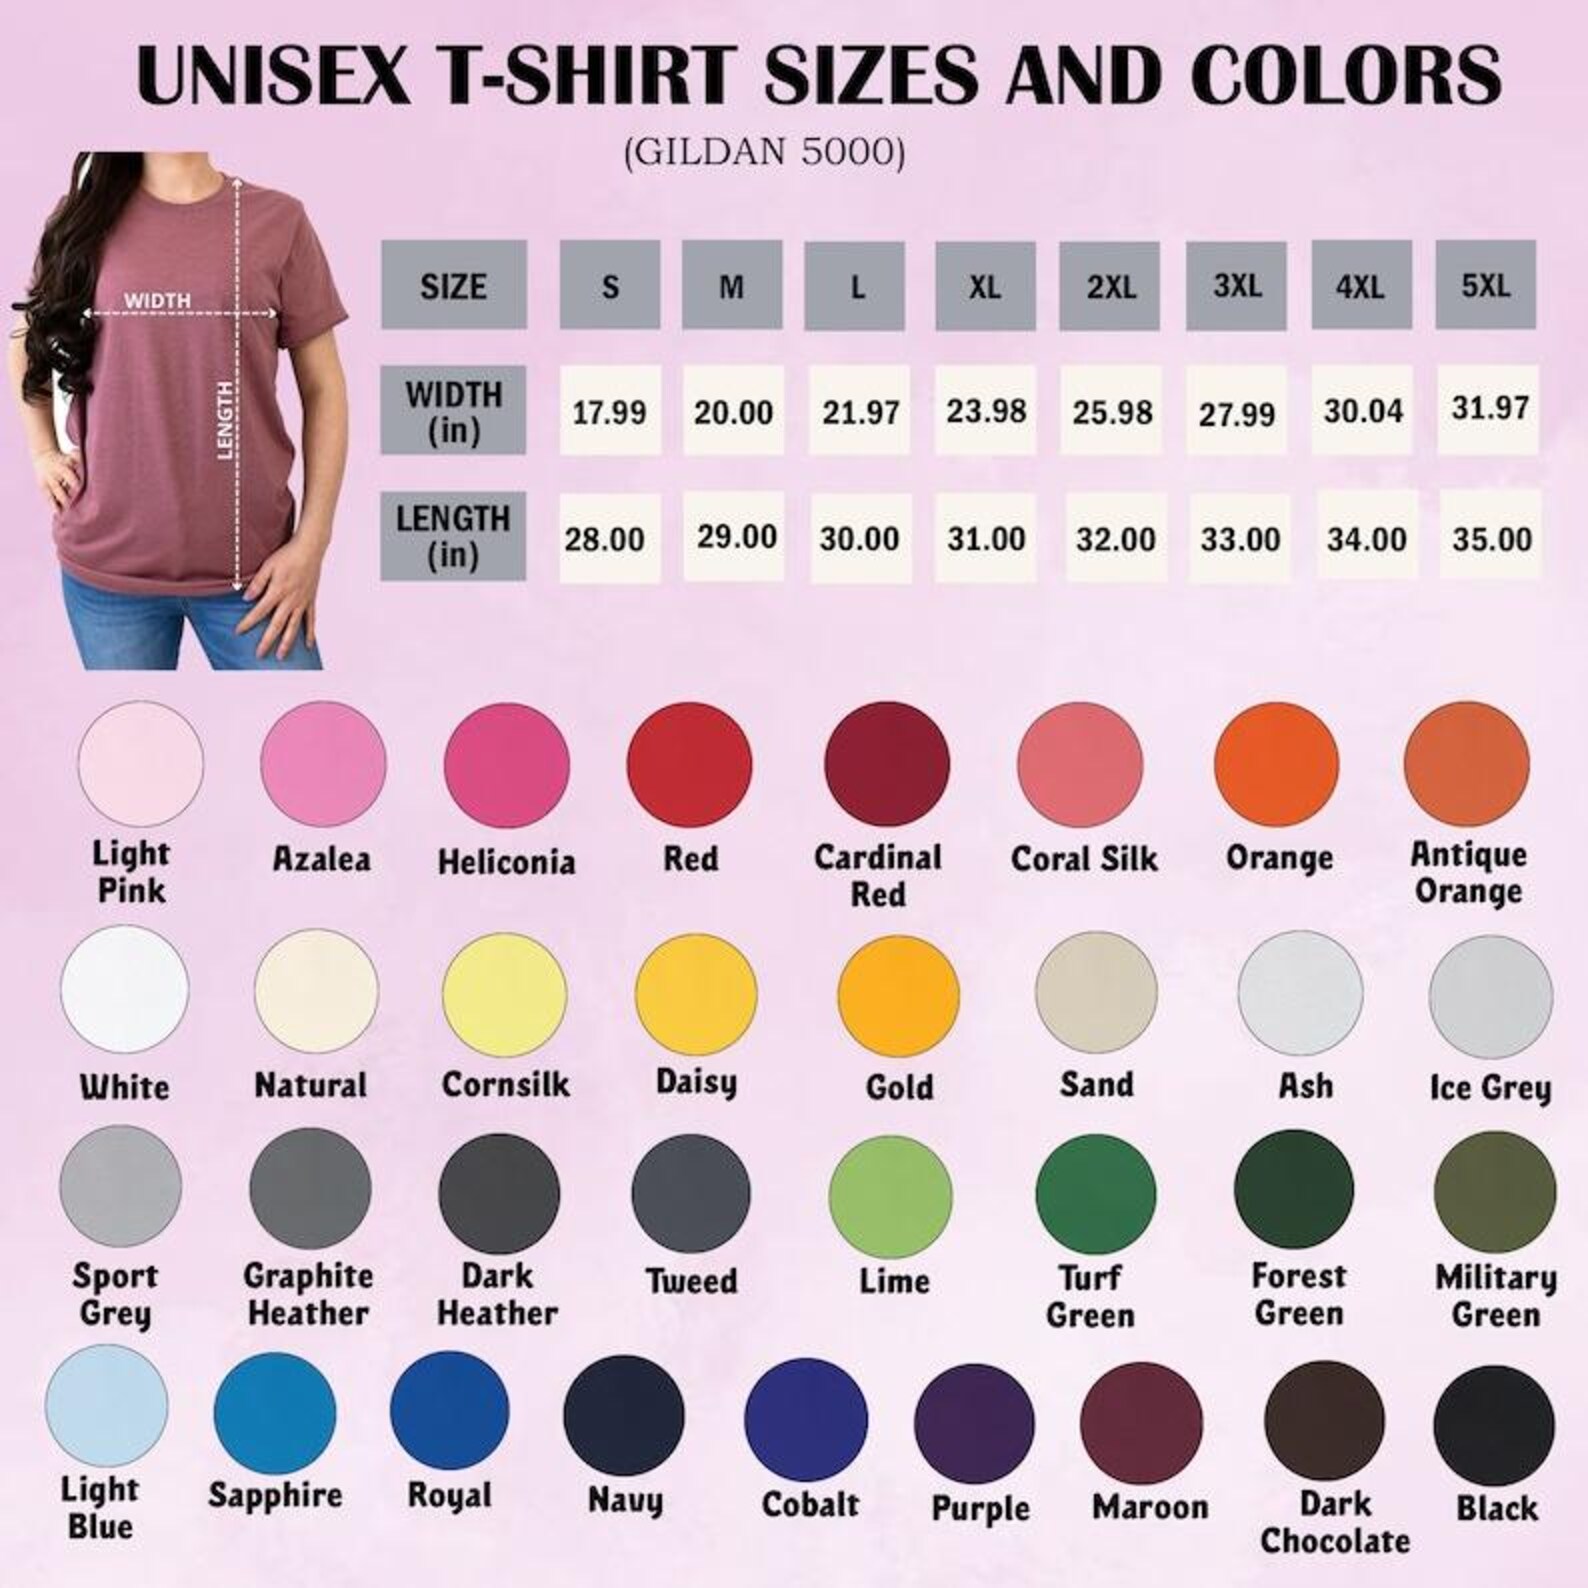 UNISEX T-SHIRT SIZES AND COLORS
(GILDAN 5000)
WIDTH
LENGTH
SIZE S M L XL 2XL 3XL 4XL 5XL
WIDTH
(in)
17.99 20.00 21.97 23.98 25.98 27.99 30.04 31.97
LENGTH
(in)
28.00 29.00 30.00 31.00 32.00 33.00 34.00 35.00
Light
Pink
Azalea
Heliconia
Red
Cardinal
Red
Coral Silk
Orange
Antique
Orange
White
Natural
Cornsilk
Daisy
Gold
Sand
Ash
Ice Grey
Sport
Grey
Graphite
Heather
Dark
Heather
Tweed
Lime
Turf
Green
Forest
Green
Military
Green
Light
Blue
Sapphire
Royal
Navy
Cobalt
Purple
Maroon
Dark
Chocolate
Black